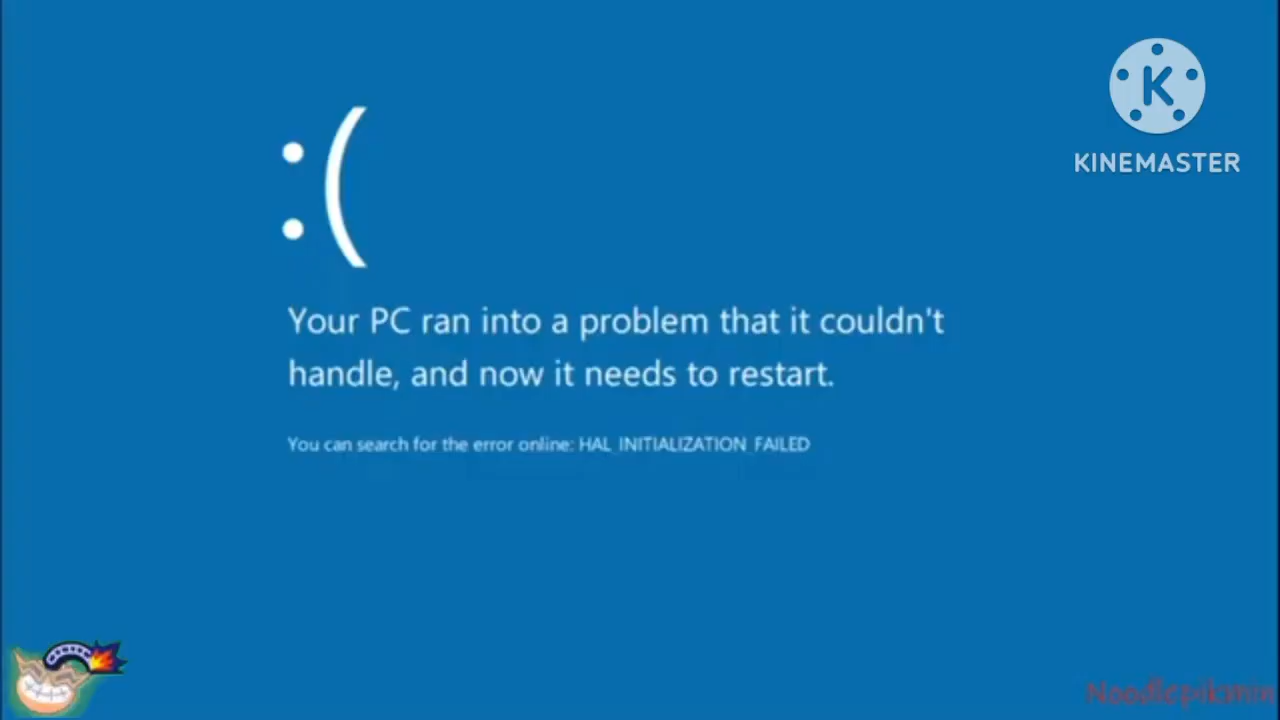 K
KINEMASTER
:(
Your PC ran into a problem that it couldn't
handle, and now it needs to restart.
You can search for the error online: HAL_INITIALIZATION_FAILED
Noodlepikmin